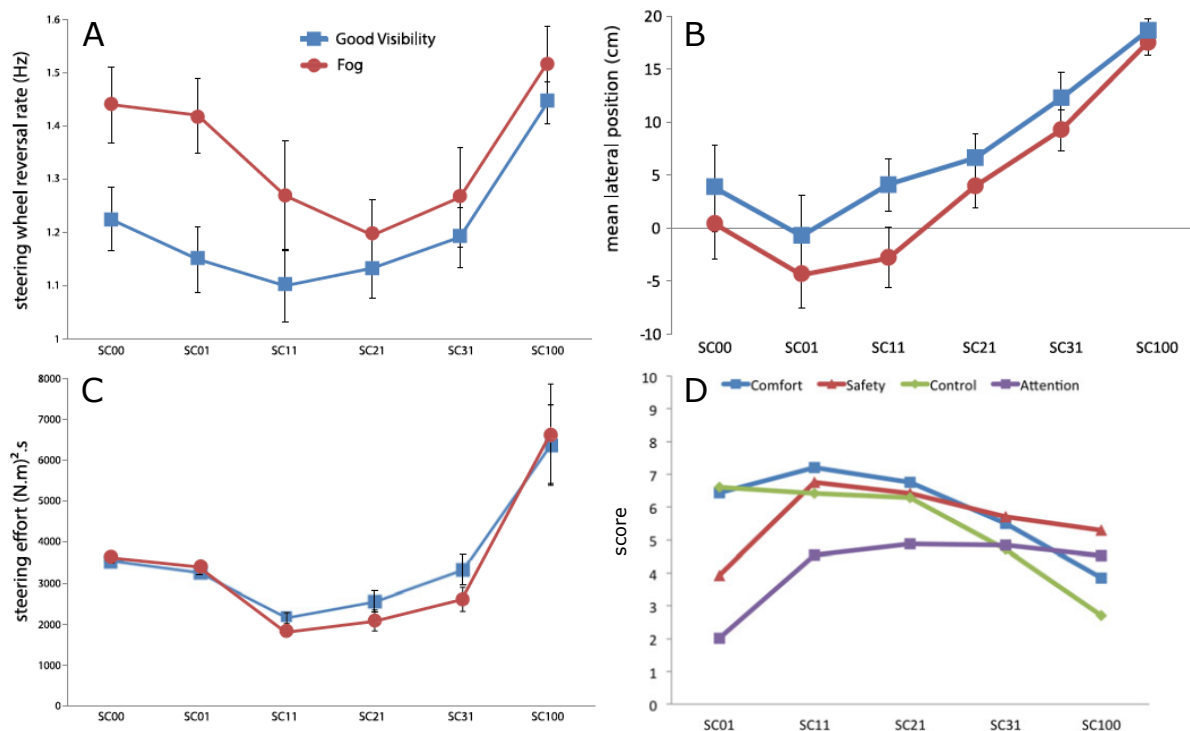 A
steering wheel reversal rate (Hz)
1.6
1.5
1.4
1.3
1.2
1.1
1
Good Visibility
Fog
SC00 SC01 SC11 SC21 SC31 SC100
B
mean lateral position (cm)
20
15
10
5
0
-5
-10
SC00 SC01 SC11 SC21 SC31 SC100
C
steering effort (N.m)².s
8000
7000
6000
5000
4000
3000
2000
1000
0
SC00 SC01 SC11 SC21 SC31 SC100
D
Comfort Safety Control Attention
score
10
9
8
7
6
5
4
3
2
1
0
SC01 SC11 SC21 SC31 SC100